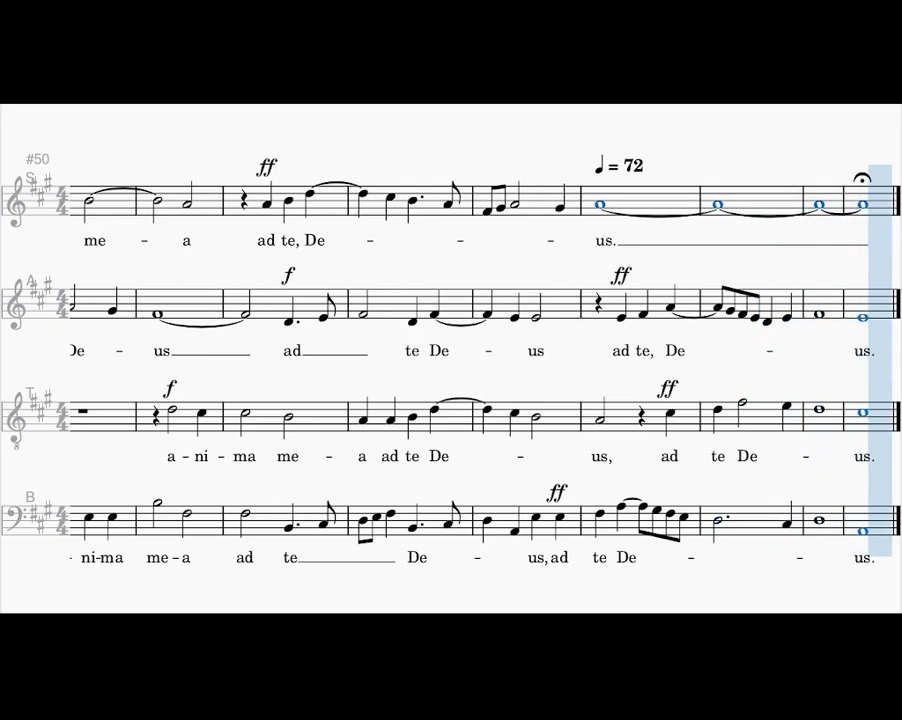 #50
ff
♩ = 72
S
me - a ad te, De - - - us.
f
ff
A
De - us ad te De - us ad te, De - us.
f
ff
T
a - ni - ma me - a ad te De - us, ad te De - us.
ff
B
- ni-ma me - a ad te De - us, ad te De - - us.